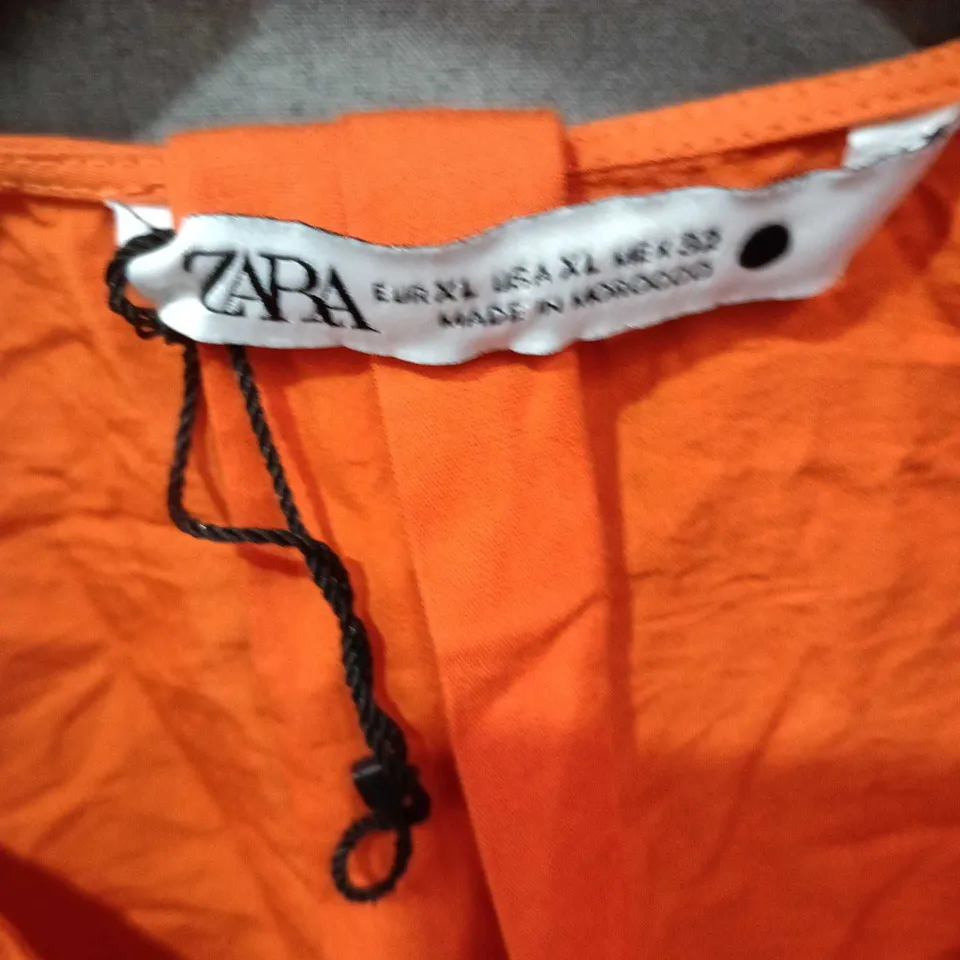 ZARA
EUR XL USA XL MEX 32
MADE IN MOROCCO